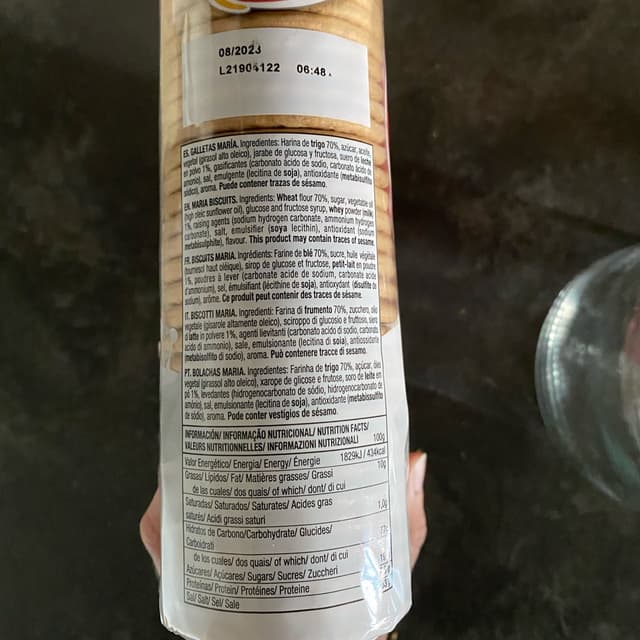 08/2023
L21904122 06:48
ES. GALLETAS MARÍA. Ingredientes: Harina de trigo 70%, azúcar, aceite
vegetal (girasol alto oleico), jarabe de glucosa y fructosa, suero de leche
en polvo 1%, gasificantes (carbonato ácido de sodio, carbonato ácido de
amonio), sal, emulgente (lecitina de soja), antioxidante (metabisulfito
sódico), aroma. Puede contener trazas de sésamo.
EN. MARIA BISCUITS. Ingredients: Wheat flour 70%, sugar, vegetable oil
(high oleic sunflower oil), glucose and fructose syrup, whey powder (milk)
1%, raising agents (sodium hydrogen carbonate, ammonium hydrogen
carbonate), salt, emulsifier (soya lecithin), antioxidant (sodium
metabisulphite), flavour. This product may contain traces of sesame.
FR. BISCUITS MARIA. Ingrédients: Farine de blé 70%, sucre, huile végétale
(tournesol haut oléique), sirop de glucose et fructose, petit-lait en poudre
1%, poudres à lever (carbonate acide de sodium, carbonate acide
d'ammonium), sel, émulsifiant (lécithine de soja), antioxydant (disulfite de
sodium), arôme. Ce produit peut contenir des traces de sésame.
IT. BISCOTTI MARIA. Ingredienti: Farina di frumento 70%, zucchero, olio
vegetale (girasole altamente oleico), sciroppo di glucosio e fruttosio, siero
di latte in polvere 1%, agenti lievitanti (carbonato acido di sodio, carbonato
acido di ammonio), sale, emulsionante (lecitina di soia), antiossidante
(metabisolfito di sodio), aroma. Può contenere tracce di sesamo.
PT. BOLACHAS MARIA. Ingredientes: Farinha de trigo 70%, açúcar, óleo
vegetal (girassol alto oleico), xarope de glicose e frutose, soro de leite em
pó 1%, levedantes (hidrogenocarbonato de sódio, hidrogenocarbonato de
amónio), sal, emulsionante (lecitina de soja), antioxidante (metabissulfito
de sódio), aroma. Pode conter vestígios de sésamo.
INFORMACIÓN/ INFORMAÇÃO NUTRICIONAL/ NUTRITION FACTS/
VALEURS NUTRITIONNELLES/ INFORMAZIONI NUTRIZIONALI 100g
Valor Energético/ Energia/ Energy/ Énergie 1829kJ / 434kcal
Grasas/ Lípidos/ Fat/ Matières grasses/ Grassi 10g
de las cuales/ dos quais/ of which/ dont/ di cui
Saturadas/ Saturados/ Saturates/ Acides gras
saturés/ Acidi grassi saturi 1,0g
Hidratos de Carbono/Carbohydrate/ Glucides/
Carboidrati
de los cuales/ dos quais/ of which/ dont/ di cui
Azúcares/ Açúcares/ Sugars/ Sucres/ Zuccheri
Proteínas/ Protein/ Protéines/ Proteine
Sal/ Salt/ Sel/ Sale